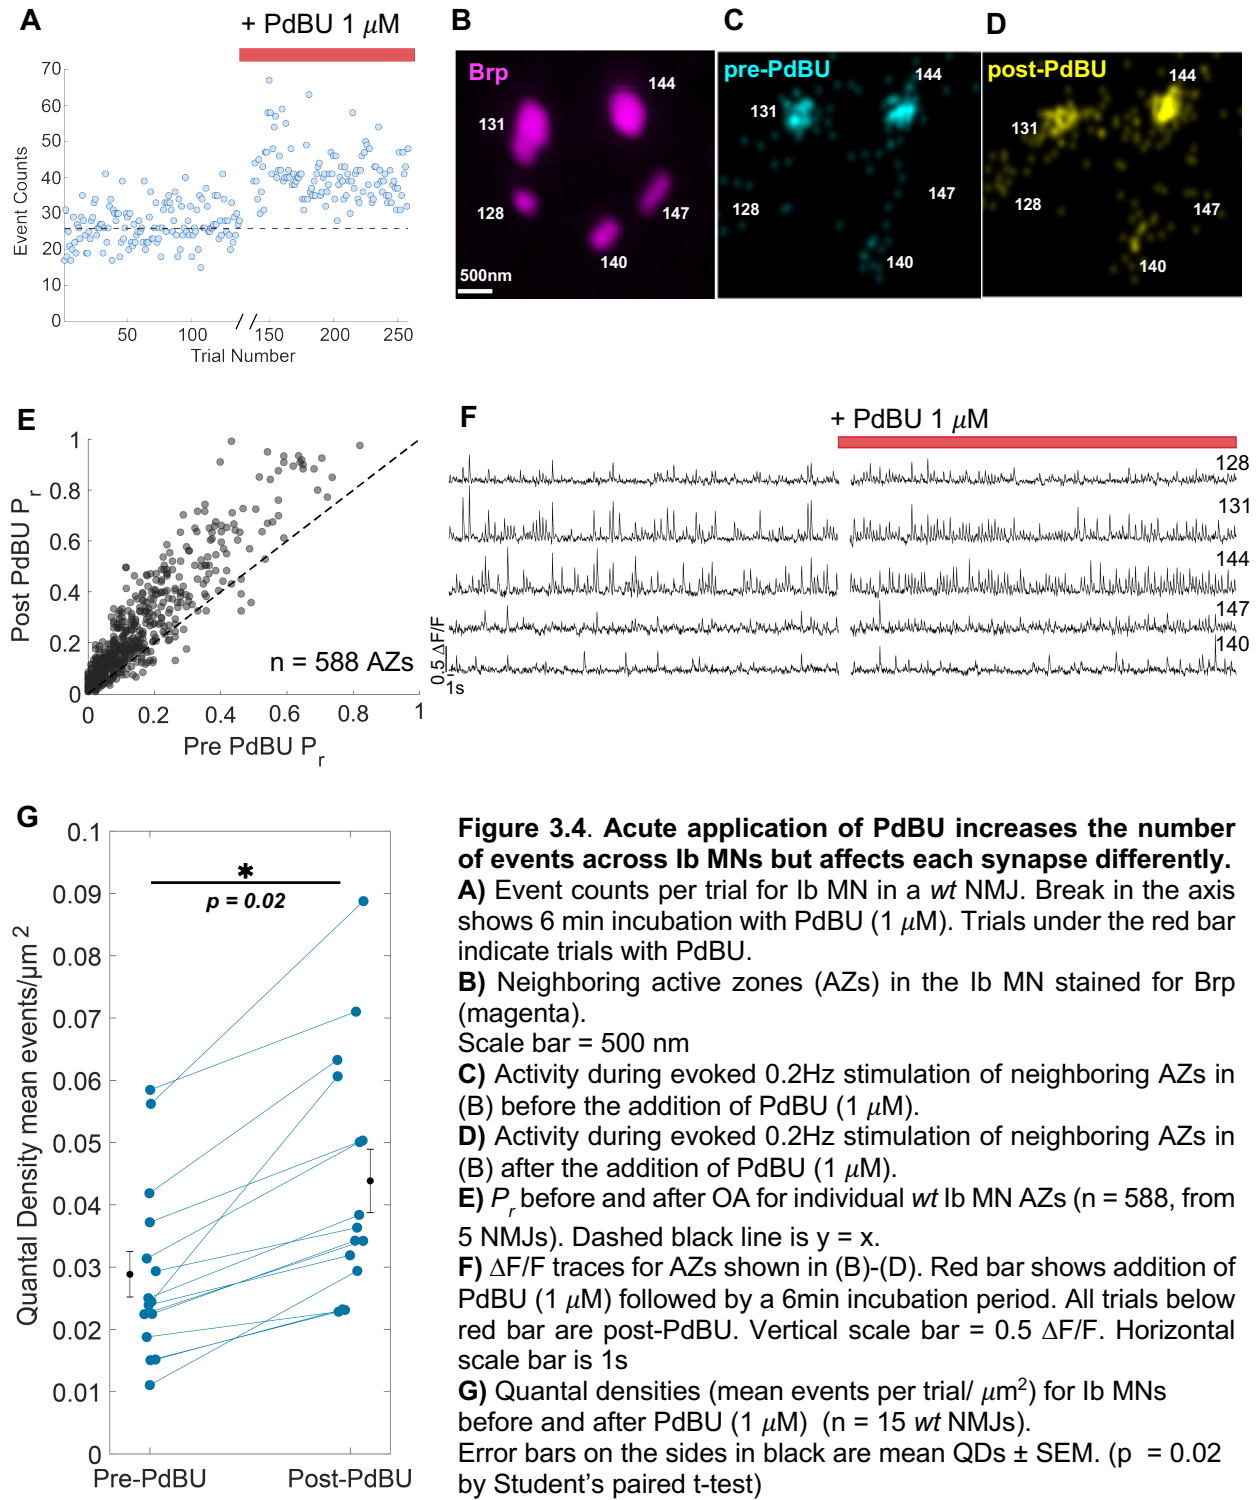 A
+ PdBU 1 μM
70
60
50
40
30
20
10
0
Event Counts
50
100
150
200
250
//
Trial Number
B
Brp
144
131
128
147
140
500nm
C
pre-PdBU
144
131
147
128
140
D
post-PdBU
144
131
128
147
140
E
1
0.8
0.6
0.4
0.2
0
Post PdBU Pr
n = 588 AZs
0
0.2
0.4
0.6
0.8
1
Pre PdBU Pr
F
+ PdBU 1 μM
128
131
144
147
140
0.5 ΔF/F
1s
G
0.1
0.09
0.08
0.07
0.06
0.05
0.04
0.03
0.02
0.01
0
Quantal Density mean events/μm2
*
p = 0.02
Pre-PdBU
Post-PdBU
Figure 3.4. Acute application of PdBU increases the number
of events across Ib MNs but affects each synapse differently.
A) Event counts per trial for Ib MN in a wt NMJ. Break in the axis
shows 6 min incubation with PdBU (1 μM). Trials under the red bar
indicate trials with PdBU.
B) Neighboring active zones (AZs) in the Ib MN stained for Brp
(magenta).
Scale bar = 500 nm
C) Activity during evoked 0.2Hz stimulation of neighboring AZs in
(B) before the addition of PdBU (1 μM).
D) Activity during evoked 0.2Hz stimulation of neighboring AZs in
(B) after the addition of PdBU (1 μM).
E) Pr before and after OA for individual wt Ib MN AZs (n = 588, from
5 NMJs). Dashed black line is y = x.
F) ΔF/F traces for AZs shown in (B)-(D). Red bar shows addition of
PdBU (1 μM) followed by a 6min incubation period. All trials below
red bar are post-PdBU. Vertical scale bar = 0.5 ΔF/F. Horizontal
scale bar is 1s
G) Quantal densities (mean events per trial/ μm2) for Ib MNs
before and after PdBU (1 μM) (n = 15 wt NMJs).
Error bars on the sides in black are mean QDs ± SEM. (p = 0.02
by Student's paired t-test)